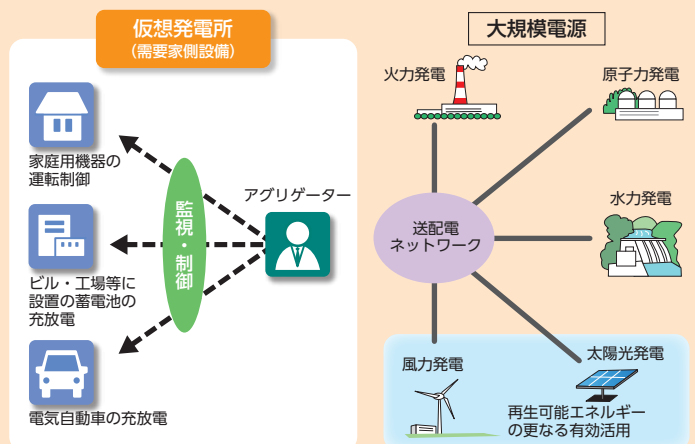 仮想発電所
（需要家側設備）
家庭用機器の
運転制御
ビル・工場等に
設置の蓄電池の
充放電
電気自動車の充放電
監視・制御
アグリゲーター
大規模電源
火力発電
原子力発電
水力発電
送配電
ネットワーク
風力発電
太陽光発電
再生可能エネルギー
の更なる有効活用